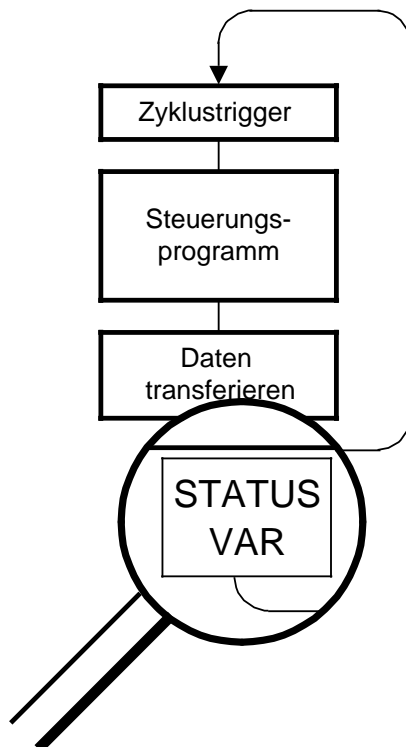 Zyklustrigger
Steuerungs-
programm
Daten
transferieren
STATUS
VAR